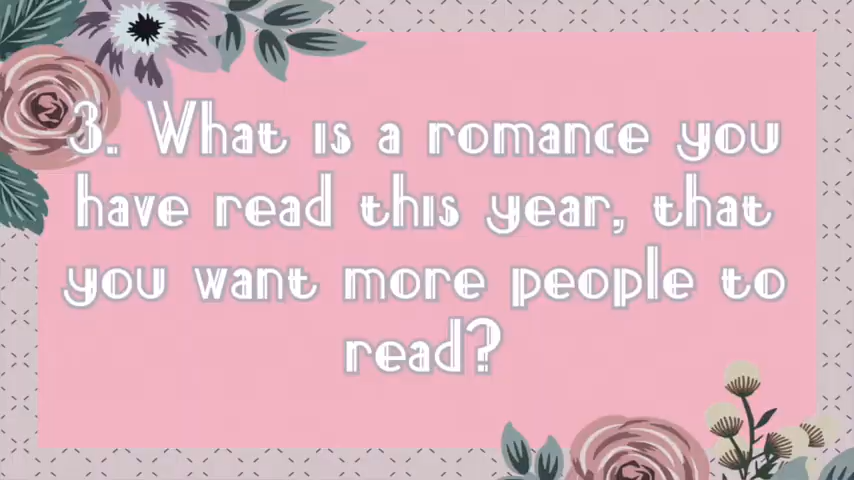 3. What is a romance you
have read this year, that
you want more people to
read?